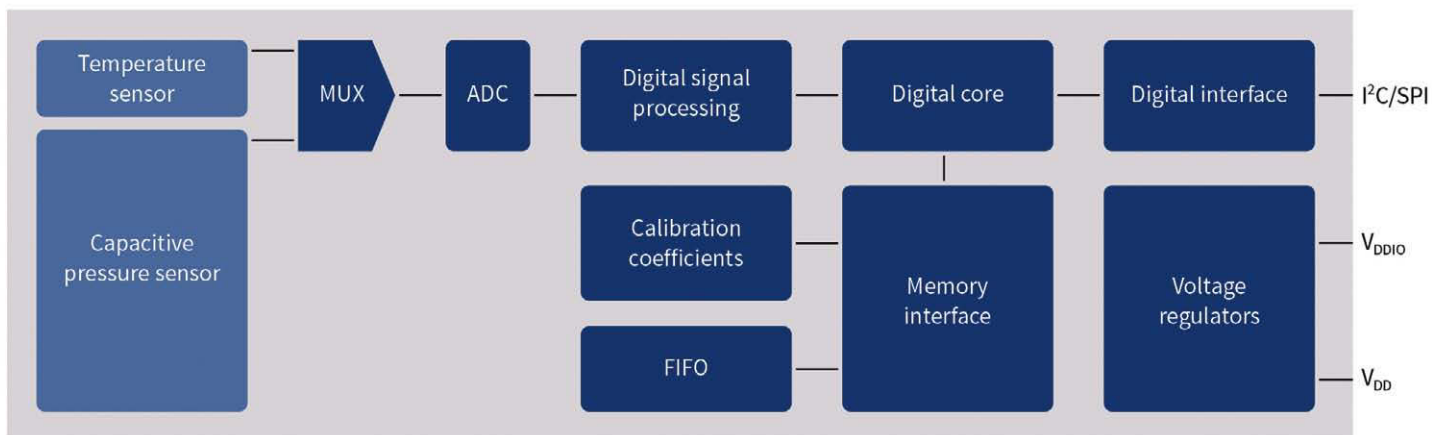 Temperature
sensor
MUX
ADC
Digital signal
processing
Digital core
Digital interface
I²C/SPI
Capacitive
pressure sensor
Calibration
coefficients
Memory
interface
Voltage
regulators
V_DDIO
FIFO
V_DD